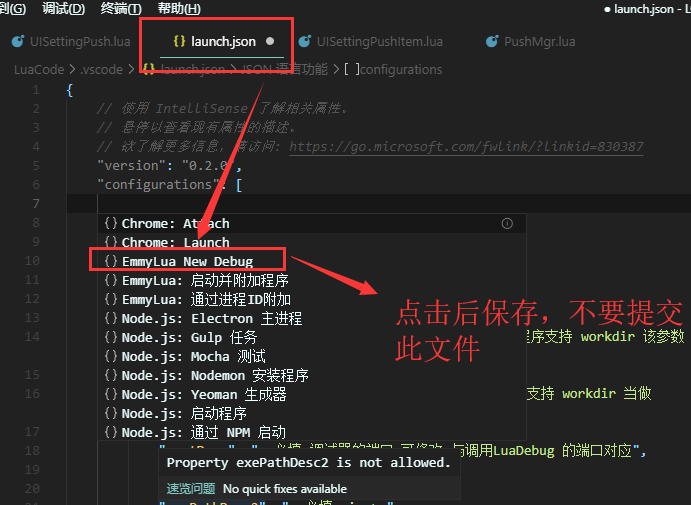 到(G) 调试(D) 终端(T) 帮助(H) ● launch.json - L
UISettingPush.lua {} launch.json ● UISettingPushItem.lua PushMgr.lua
LuaCode > .vscode > {} launch.json > JSON 语言功能 > [ ]configurations
1 {
2 // 使用 IntelliSense 了解相关属性。
3 // 悬停以查看现有属性的描述。
4 // 欲了解更多信息，请访问: https://go.microsoft.com/fwlink/?linkid=830387
5 "version": "0.2.0",
6 "configurations": [
7
8 {} Chrome: Attach
9 {} Chrome: Launch
10 {} EmmyLua New Debug
11 {} EmmyLua: 启动并附加程序
12 {} EmmyLua: 通过进程ID附加
13 {} Node.js: Electron 主进程
点击后保存，不要提交
此文件
14 {} Node.js: Gulp 任务 程序支持 workdir 该参数
{} Node.js: Mocha 测试
15 {} Node.js: Nodemon 安装程序
16 {} Node.js: Yeoman 生成器 支持 workdir 当做
{} Node.js: 启动程序
17 {} Node.js: 通过 NPM 启动
18 调试器的端口 可修改 与调用LuaDebug 的端口对应",
19 Property exePathDesc2 is not allowed.
20 速览问题 No quick fixes available
21